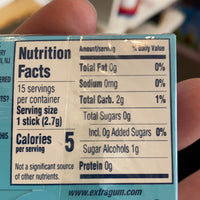 Nutrition Facts
15 servings per container
Serving size
1 stick (2.7g)
Calories 5
per serving
Amount/serving % Daily Value
Total Fat 0g 0%
Sodium 0mg 0%
Total Carb. 2g 1%
Total Sugars 0g
Incl. 0g Added Sugars 0%
Sugar Alcohols 1g
Protein 0g
Not a significant source
of other nutrients.
www.extragum.com